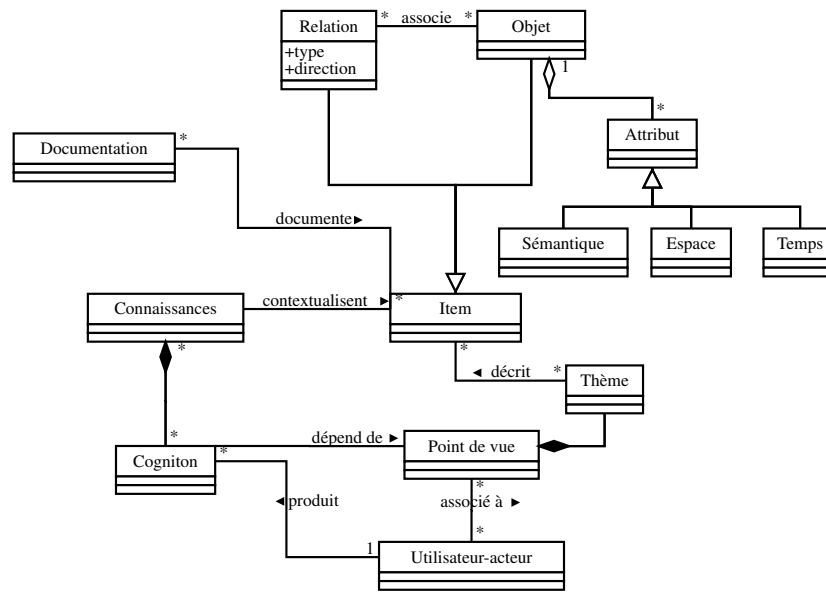 Relation
* associe *
Objet
+type
+direction
1
*
Attribut
*
Documentation
documente►
Sémantique
Espace
Temps
Connaissances
contextualisent ►
*
Item
*
*
◄ décrit
*
Thème
*
*
dépend de ►
Point de vue
Cogniton
*
◄ produit
associé à ►
1
*
Utilisateur-acteur